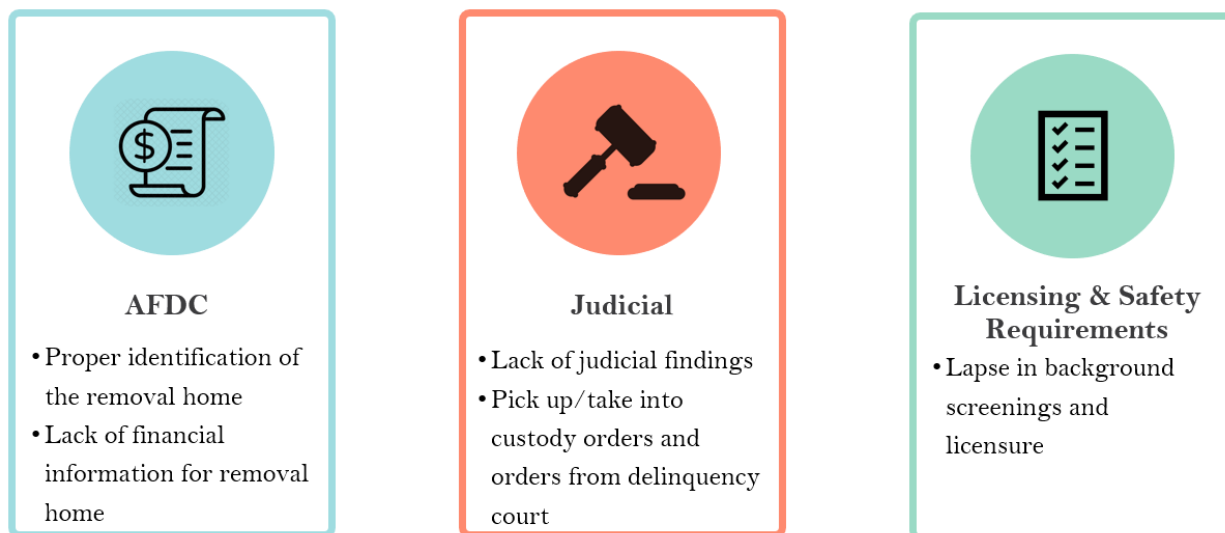 AFDC
• Proper identification of
the removal home
• Lack of financial
information for removal
home
Judicial
• Lack of judicial findings
• Pick up/take into
custody orders and
orders from delinquency
court
Licensing & Safety
Requirements
• Lapse in background
screenings and
licensure